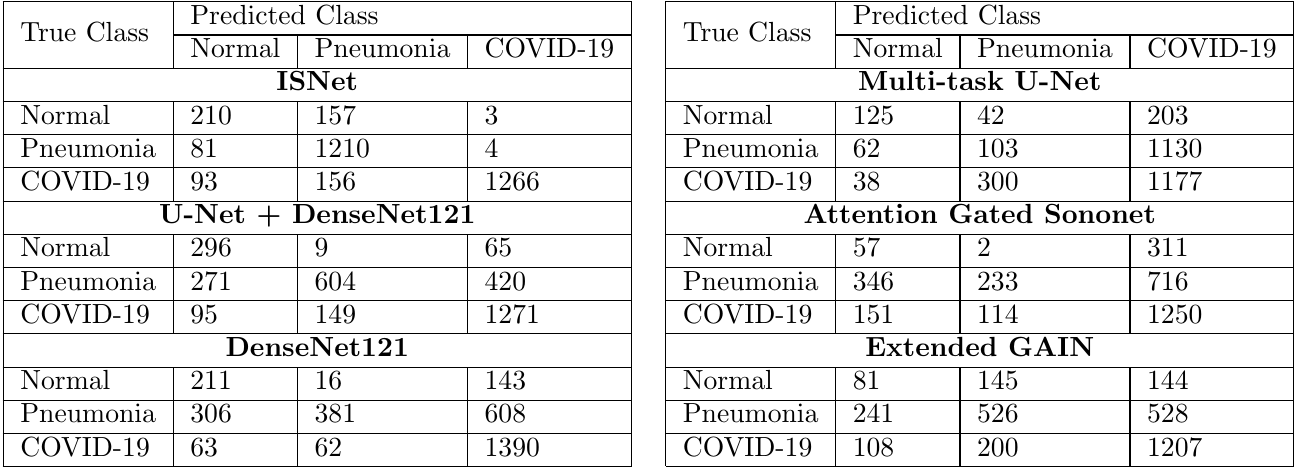 True Class Predicted Class
Normal Pneumonia COVID-19
ISNet
Normal 210 157 3
Pneumonia 81 1210 4
COVID-19 93 156 1266
U-Net + DenseNet121
Normal 296 9 65
Pneumonia 271 604 420
COVID-19 95 149 1271
DenseNet121
Normal 211 16 143
Pneumonia 306 381 608
COVID-19 63 62 1390
True Class Predicted Class
Normal Pneumonia COVID-19
Multi-task U-Net
Normal 125 42 203
Pneumonia 62 103 1130
COVID-19 38 300 1177
Attention Gated Sononet
Normal 57 2 311
Pneumonia 346 233 716
COVID-19 151 114 1250
Extended GAIN
Normal 81 145 144
Pneumonia 241 526 528
COVID-19 108 200 1207